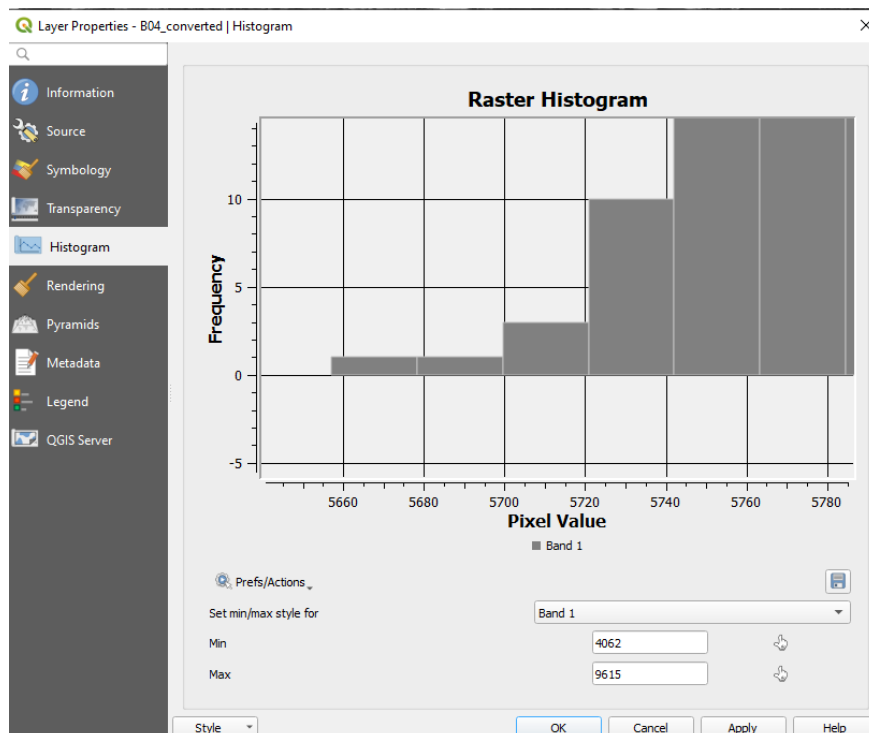 Layer Properties - B04_converted | Histogram
Information
Source
Symbology
Transparency
Histogram
Rendering
Pyramids
Metadata
Legend
QGIS Server
Raster Histogram
Frequency
10
5
0
-5
5660 5680 5700 5720 5740 5760 5780
Pixel Value
Band 1
Prefs/Actions
Set min/max style for Band 1
Min 4062
Max 9615
Style OK Cancel Apply Help